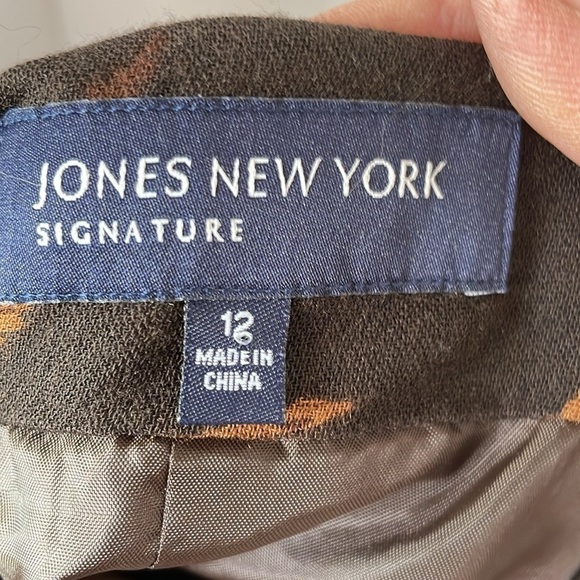 JONES NEW YORK
SIGNATURE
12
MADE IN
CHINA